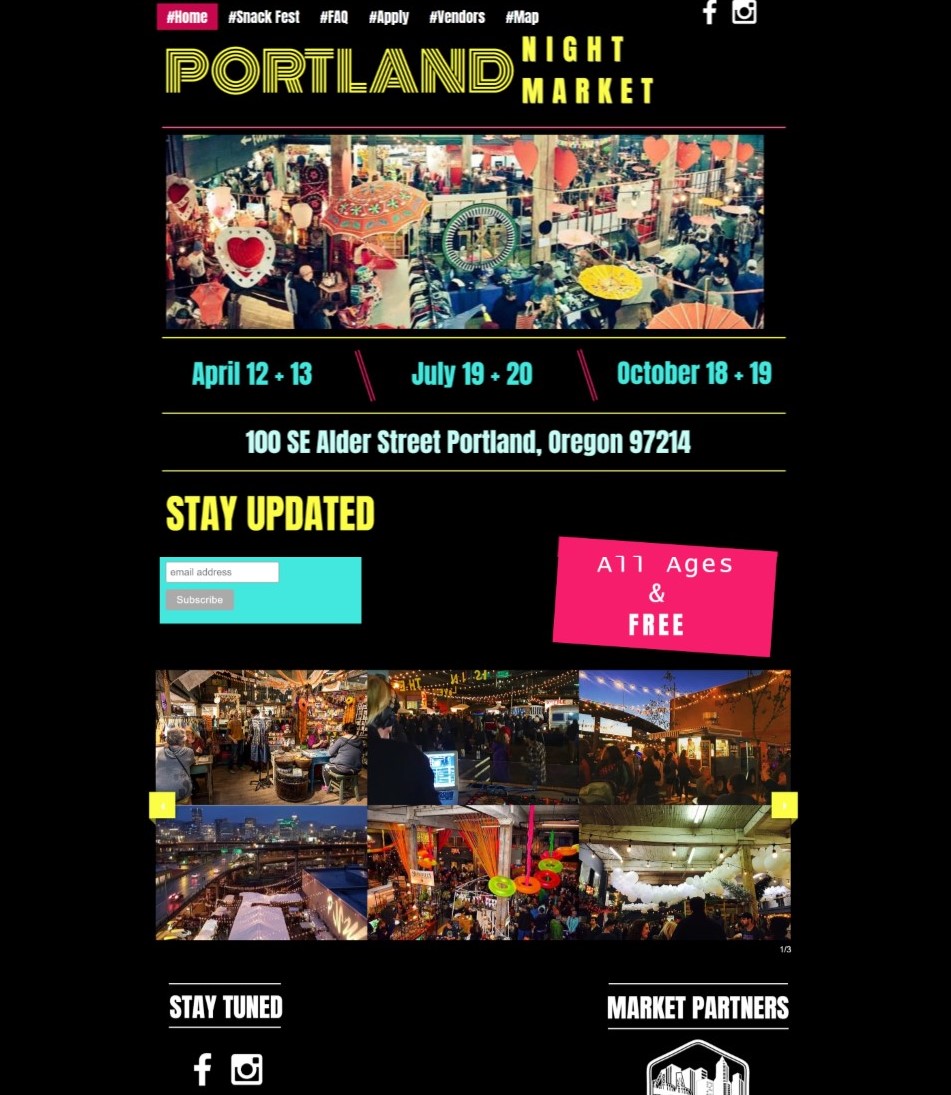 #Home #Snack Fest #FAQ #Apply #Vendors #Map
PORTLAND NIGHT
MARKET
April 12 + 13
July 19 + 20
October 18 + 19
100 SE Alder Street Portland, Oregon 97214
STAY UPDATED
email address
Subscribe
All Ages
&
FREE
1/3
STAY TUNED
MARKET PARTNERS